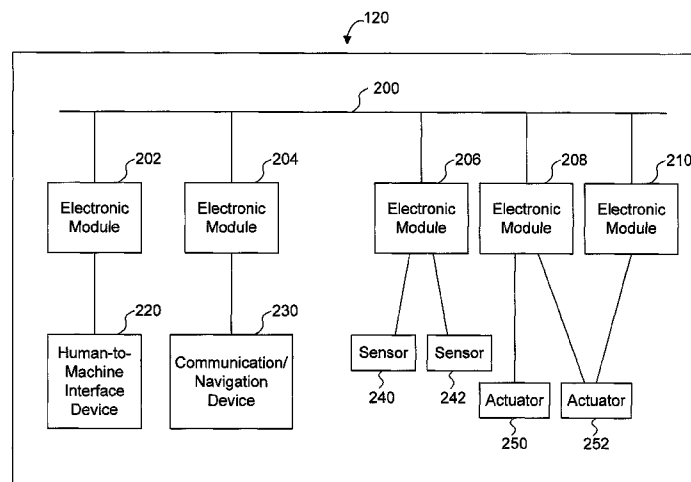 120
200
202
204
206
208
210
Electronic
Module
Electronic
Module
Electronic
Module
Electronic
Module
Electronic
Module
220
230
Human-to-
Machine
Interface
Device
Communication/
Navigation
Device
Sensor
Sensor
240
242
Actuator
Actuator
250
252